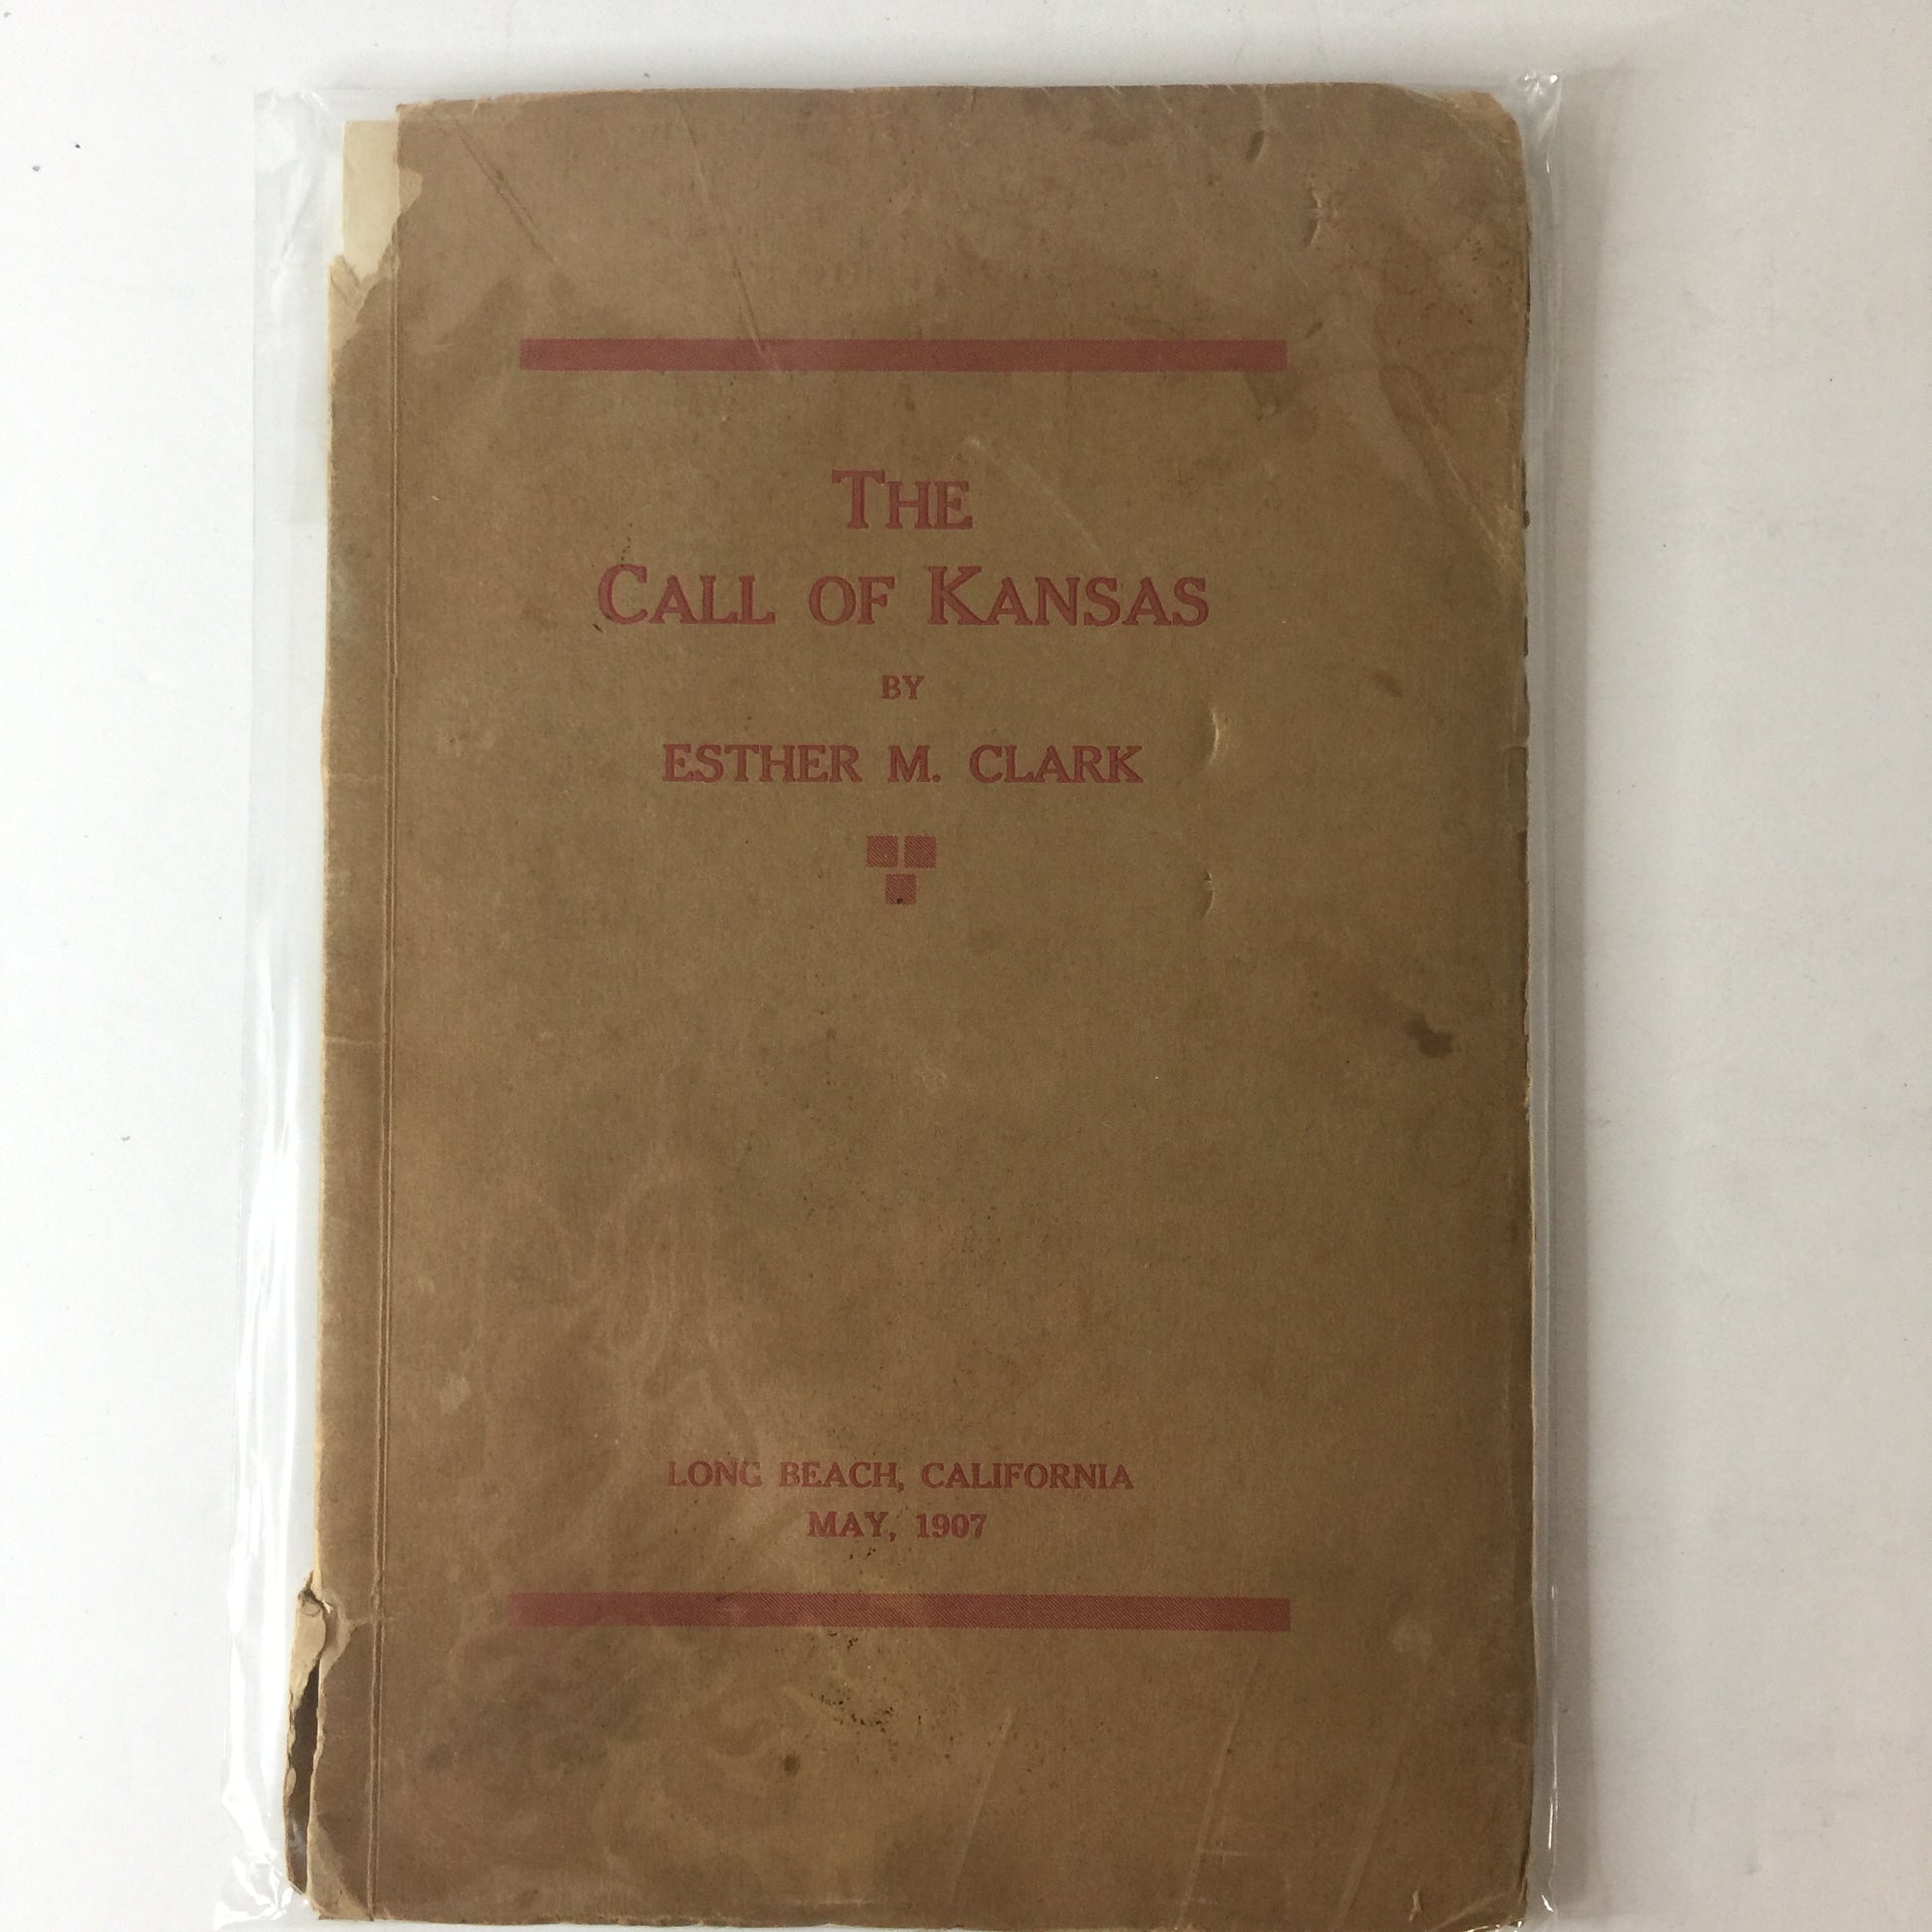 THE
CALL OF KANSAS
BY
ESTHER M. CLARK
LONG BEACH, CALIFORNIA
MAY, 1907